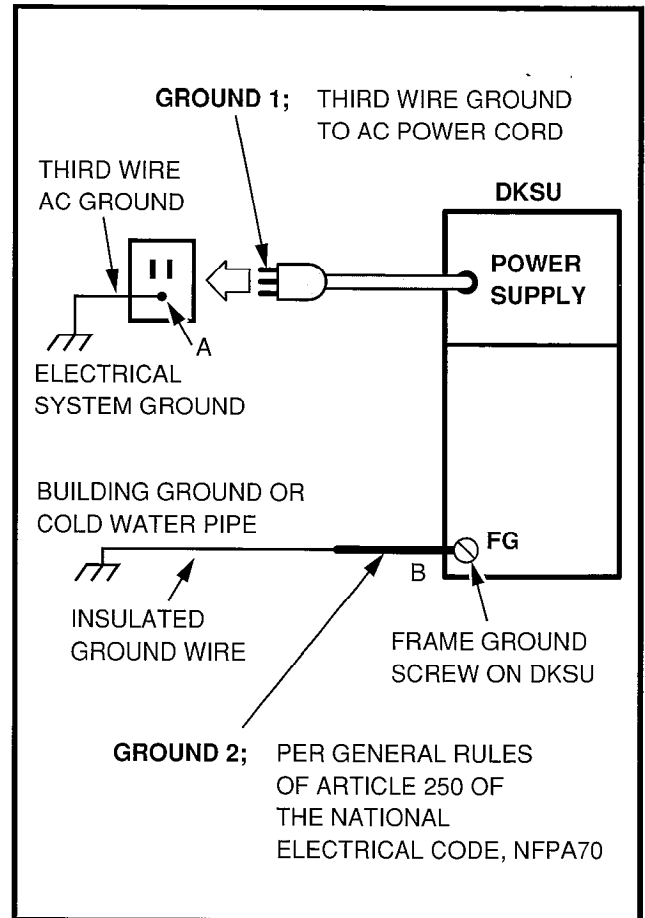 GROUND 1; THIRD WIRE GROUND
TO AC POWER CORD
THIRD WIRE
AC GROUND
DKSU
POWER
SUPPLY
A
ELECTRICAL
SYSTEM GROUND
BUILDING GROUND OR
COLD WATER PIPE
FG
B
INSULATED
GROUND WIRE
FRAME GROUND
SCREW ON DKSU
GROUND 2; PER GENERAL RULES
OF ARTICLE 250 OF
THE NATIONAL
ELECTRICAL CODE, NFPA70